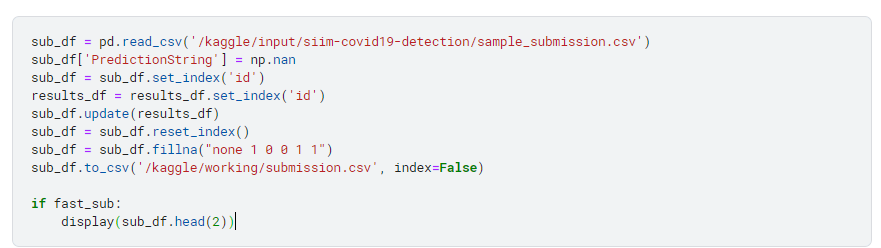 sub_df = pd.read_csv('/kaggle/input/siim-covid19-detection/sample_submission.csv')
sub_df['PredictionString'] = np.nan
sub_df = sub_df.set_index('id')
results_df = results_df.set_index('id')
sub_df.update(results_df)
sub_df = sub_df.reset_index()
sub_df = sub_df.fillna("none 1 0 0 1 1")
sub_df.to_csv('/kaggle/working/submission.csv', index=False)

if fast_sub:
    display(sub_df.head(2))